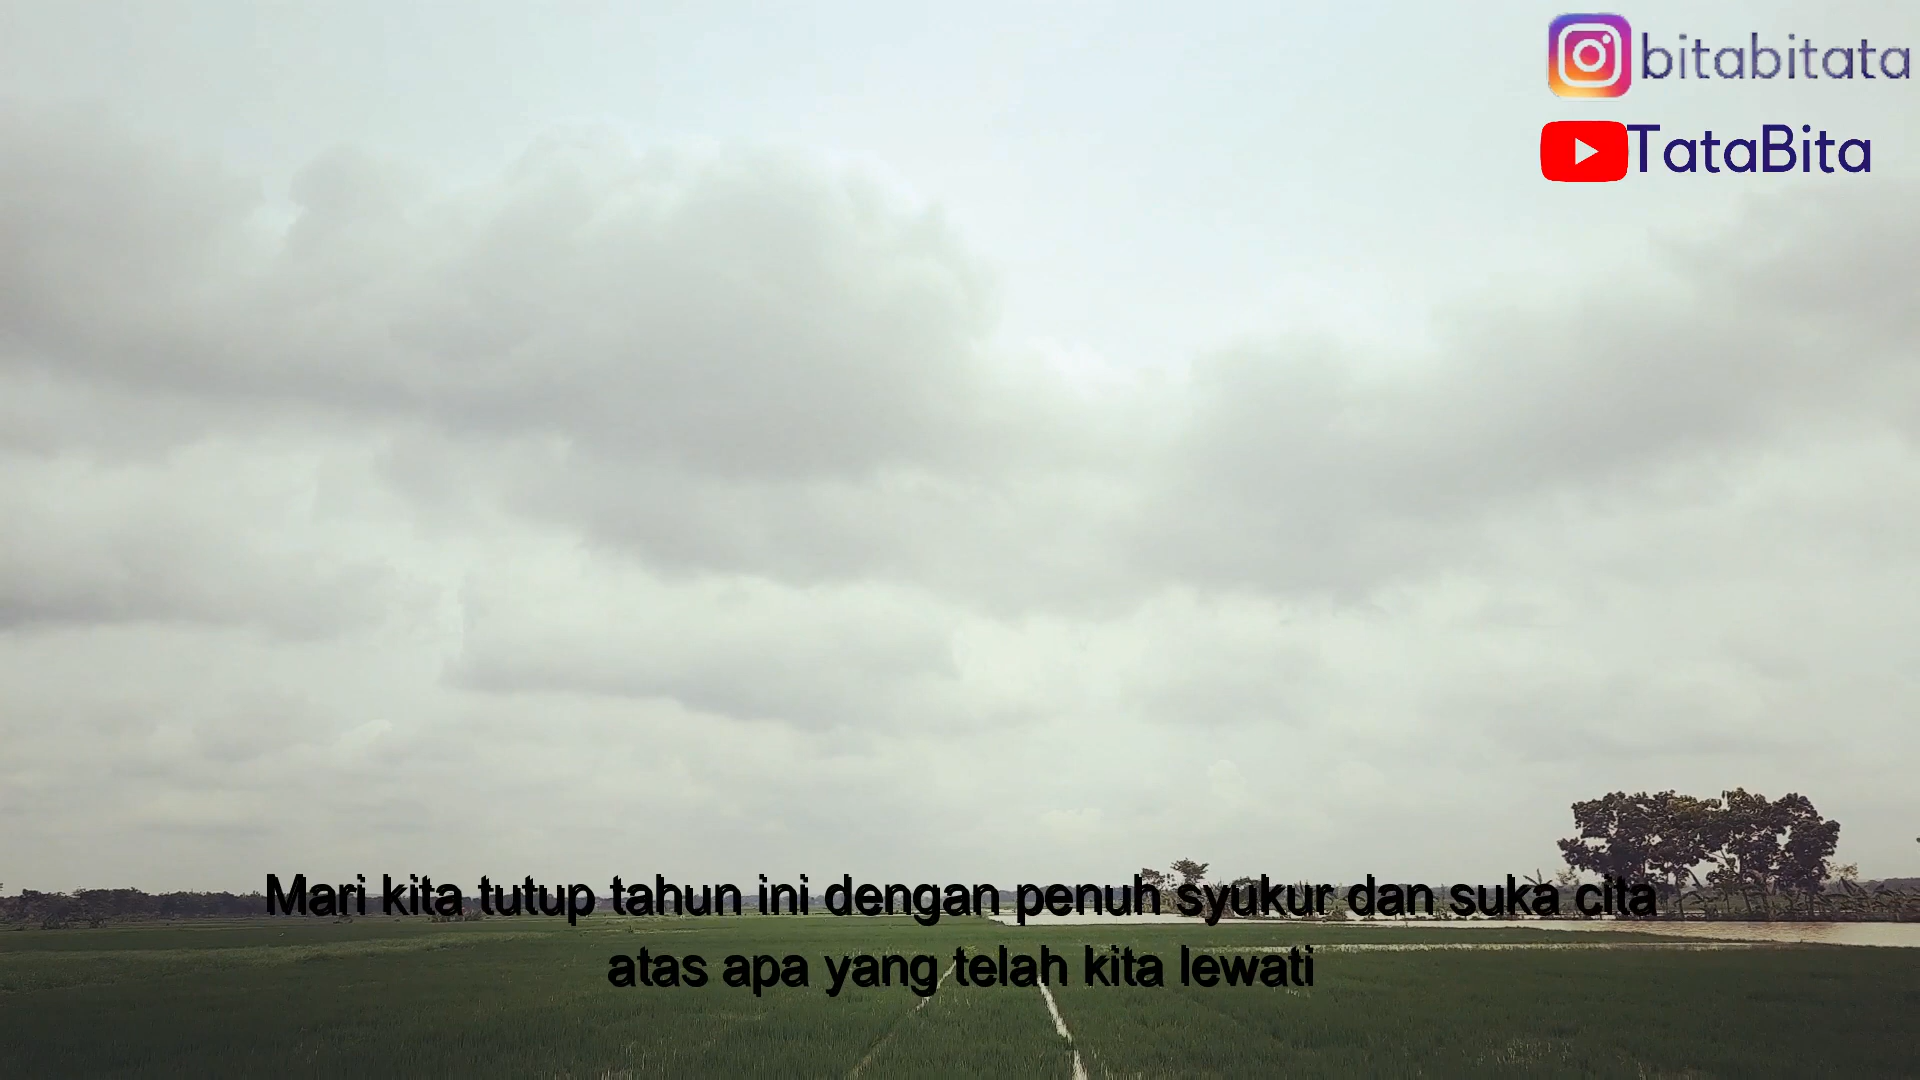 bitabitata
TataBita
Mari kita tutup tahun ini dengan penuh syukur dan suka cita
atas apa yang telah kita lewati